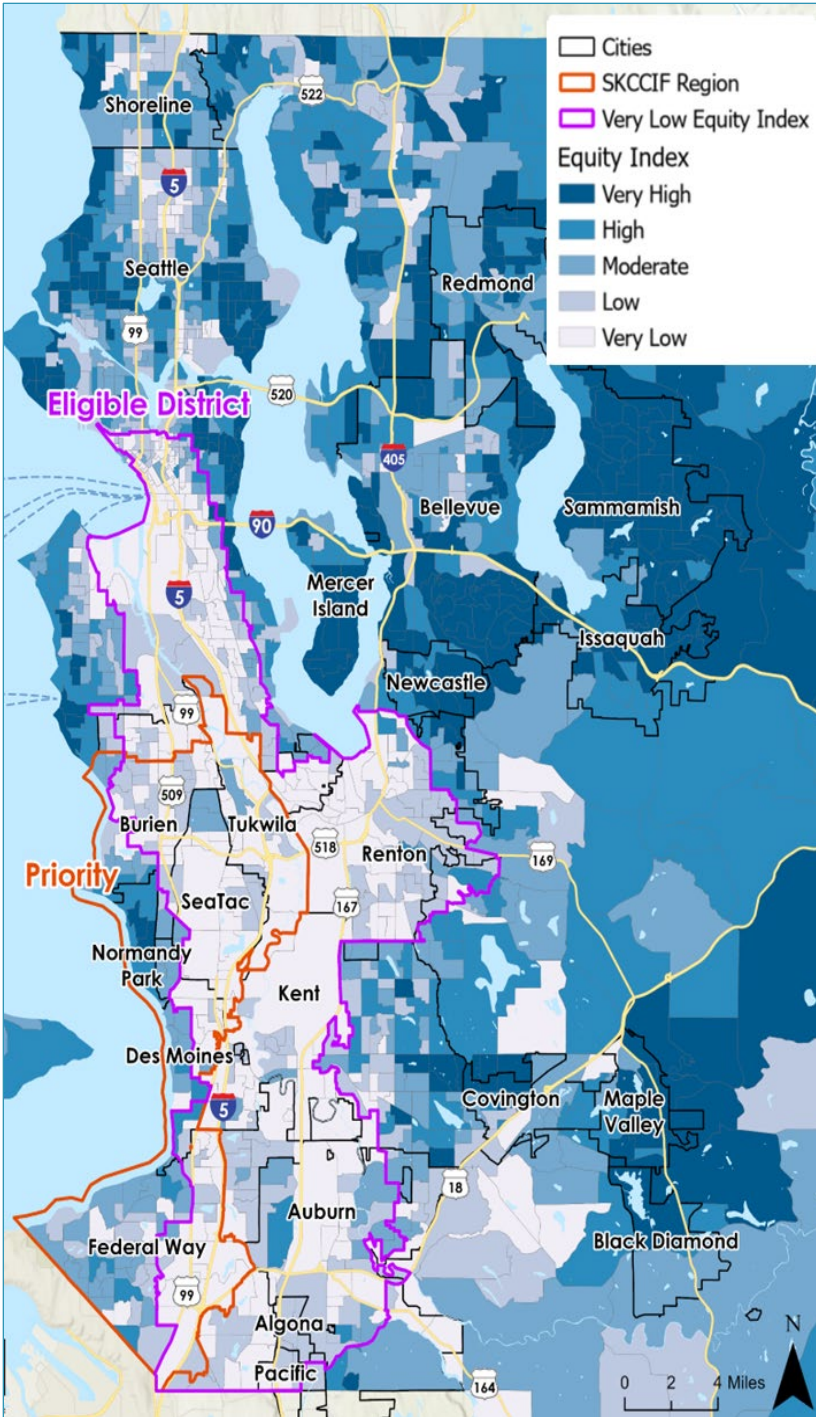 Cities
SKCCIF Region
Very Low Equity Index
Equity Index
Very High
High
Moderate
Low
Very Low
522
Shoreline
5
Seattle
Redmond
99
520
Eligible District
405
Bellevue
Sammamish
90
5
Mercer
Island
Issaquah
Newcastle
99
509
Burien
Tukwila
518
Renton
169
Priority
SeaTac
167
Normandy
Park
Kent
Des Moines
Covington
Maple
Valley
5
18
Auburn
Federal Way
Black Diamond
99
Algona
Pacific
164
N
0 2 4 Miles